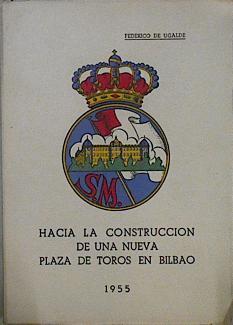 FEDERICO DE UGALDE
S.M.
HACIA LA CONSTRUCCION
DE UNA NUEVA
PLAZA DE TOROS EN BILBAO
1955